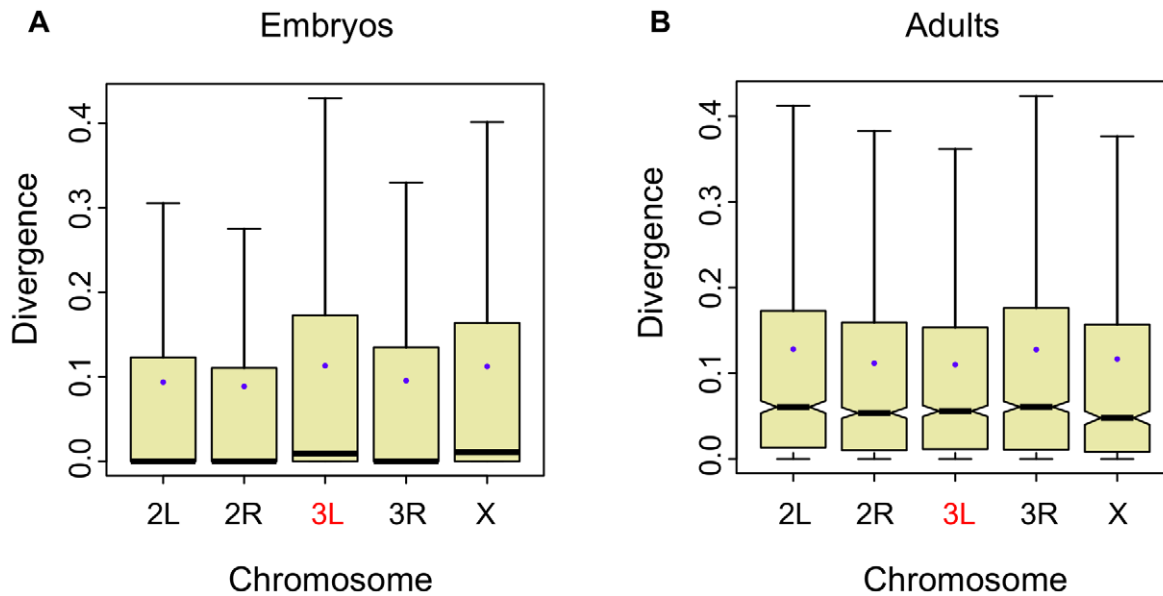 A
Embryos
Divergence
0.0 0.1 0.2 0.3 0.4
2L 2R 3L 3R X
Chromosome
B
Adults
Divergence
0.0 0.1 0.2 0.3 0.4
2L 2R 3L 3R X
Chromosome